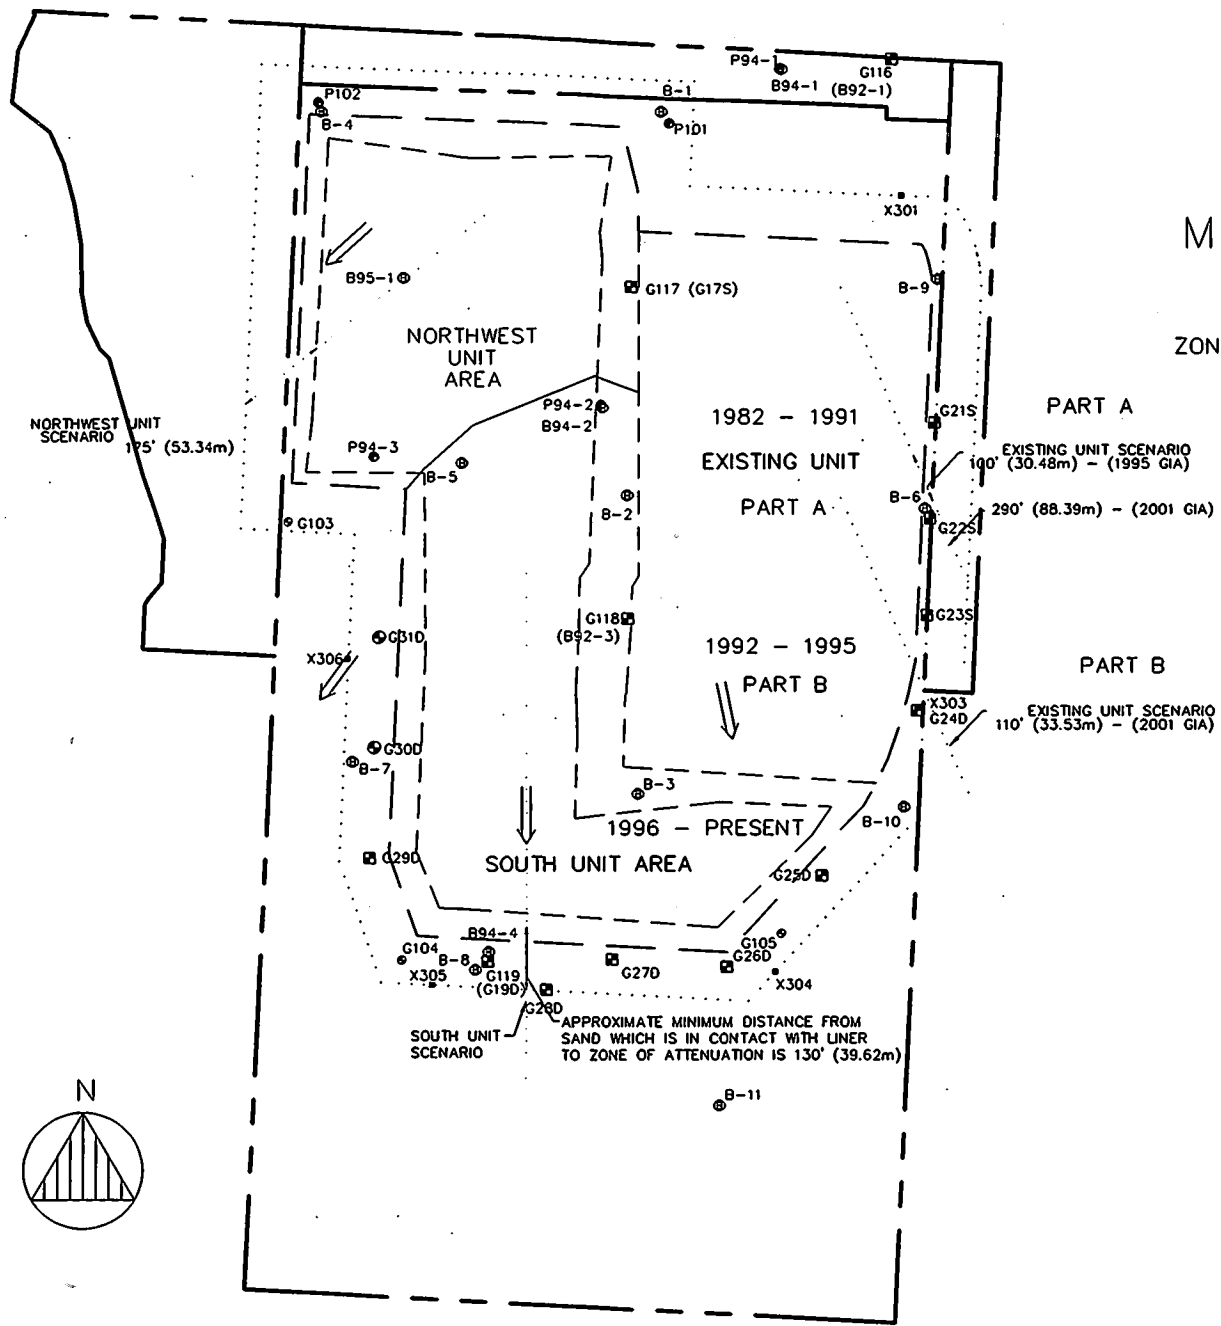 P94-1
B94-1
G116
(B92-1)
P102
B-4
B-1
P101
X301
M
B95-1
G117 (G17S)
B-9
NORTHWEST
UNIT
AREA
ZON
P94-2
B94-2
1982 - 1991
EXISTING UNIT
PART A
G21S
PART A
NORTHWEST UNIT
SCENARIO
175' (53.34m)
P94-3
B-5
EXISTING UNIT SCENARIO
100' (30.48m) - (1995 GIA)
B-2
B-6
G22S
290' (88.39m) - (2001 GIA)
G103
G118
(B92-3)
G23S
G31D
X306
1992 - 1995
PART B
PART B
X303
G24D
EXISTING UNIT SCENARIO
110' (33.53m) - (2001 GIA)
G30D
B-7
B-3
B-10
1996 - PRESENT
SOUTH UNIT AREA
G29D
G25D
B94-4
G104
B-8
G119
(G19D)
X305
G28D
G27D
G105
G26D
X304
SOUTH UNIT
SCENARIO
APPROXIMATE MINIMUM DISTANCE FROM
SAND WHICH IS IN CONTACT WITH LINER
TO ZONE OF ATTENUATION IS 130' (39.62m)
B-11
N